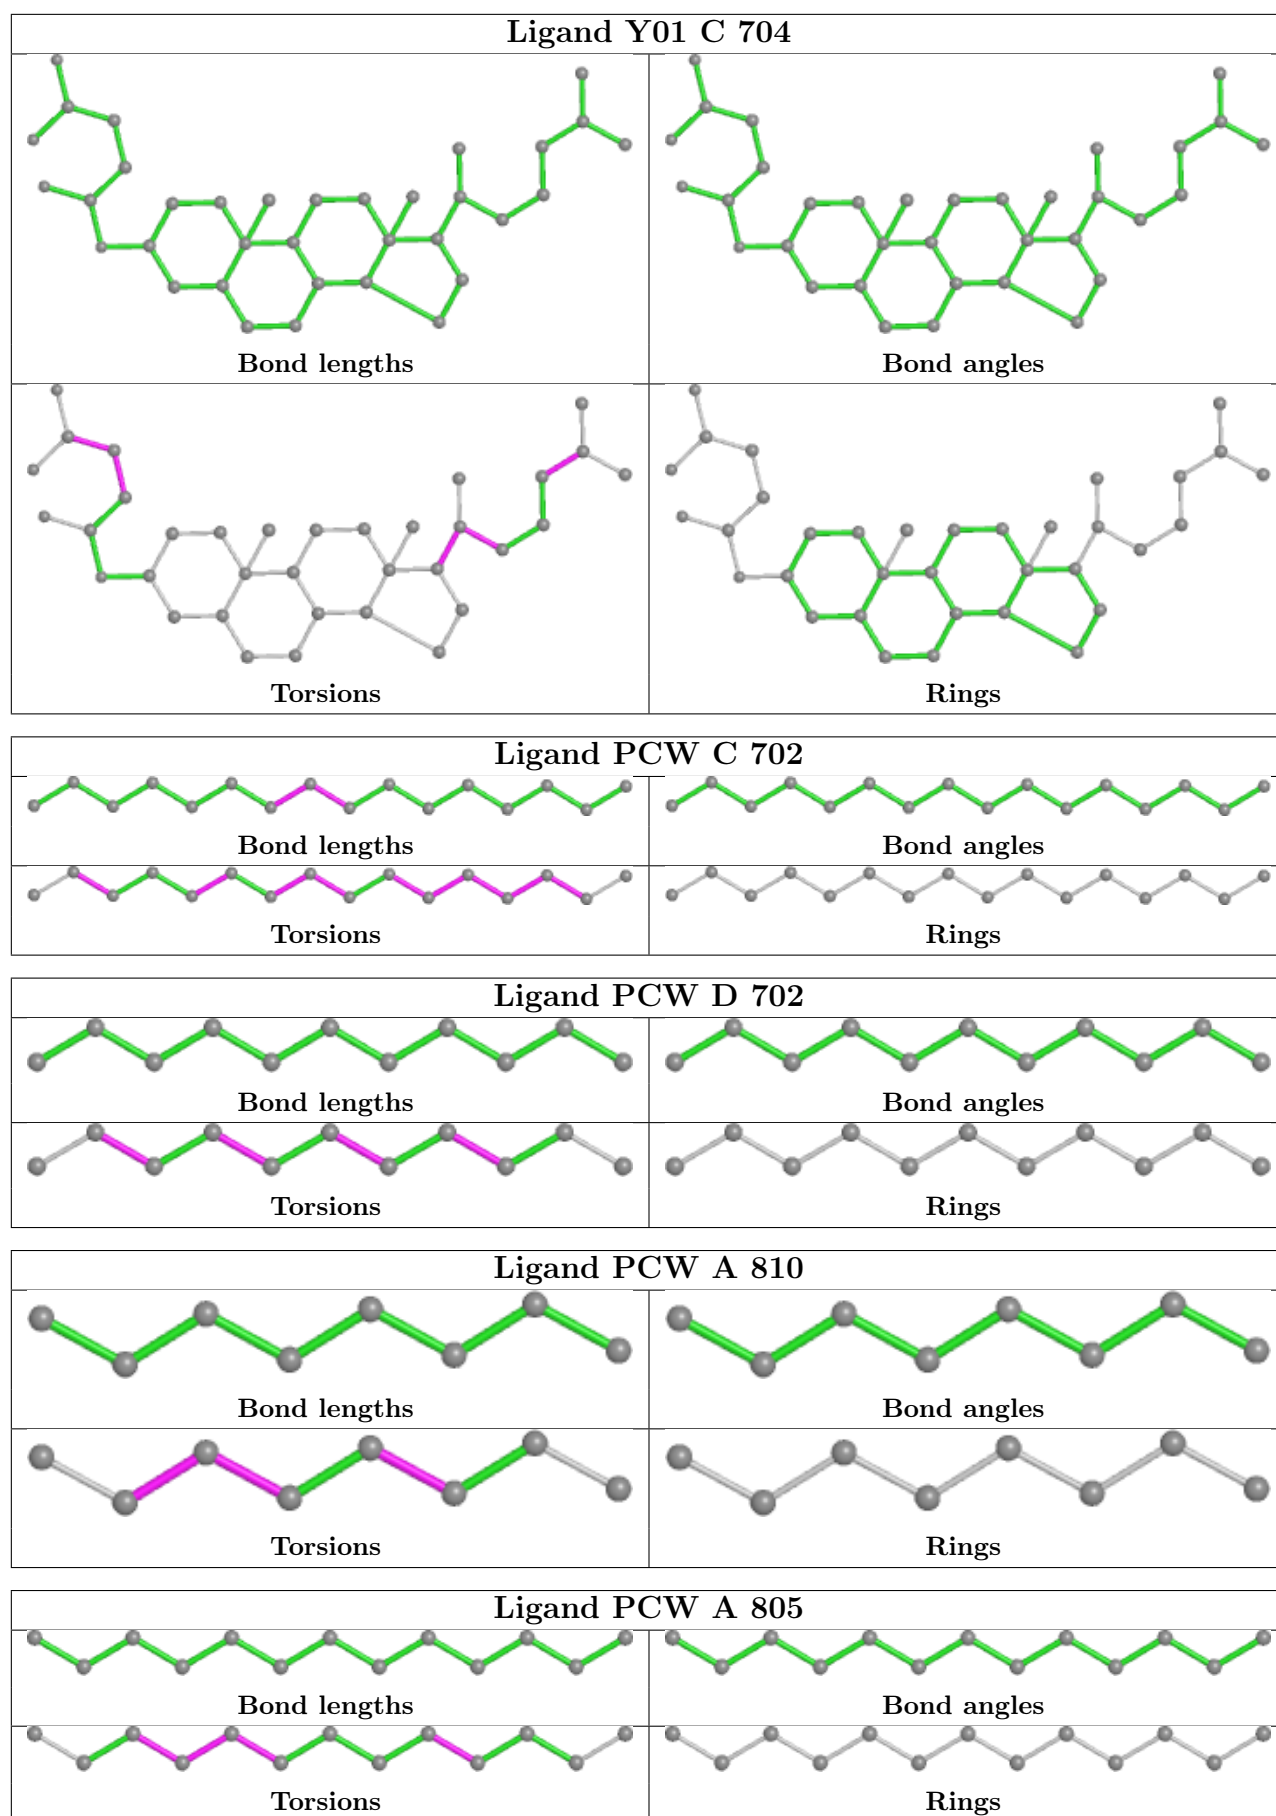 Ligand Y01 C 704
Bond lengths
Bond angles
Torsions
Rings
Ligand PCW C 702
Bond lengths
Bond angles
Torsions
Rings
Ligand PCW D 702
Bond lengths
Bond angles
Torsions
Rings
Ligand PCW A 810
Bond lengths
Bond angles
Torsions
Rings
Ligand PCW A 805
Bond lengths
Bond angles
Torsions
Rings